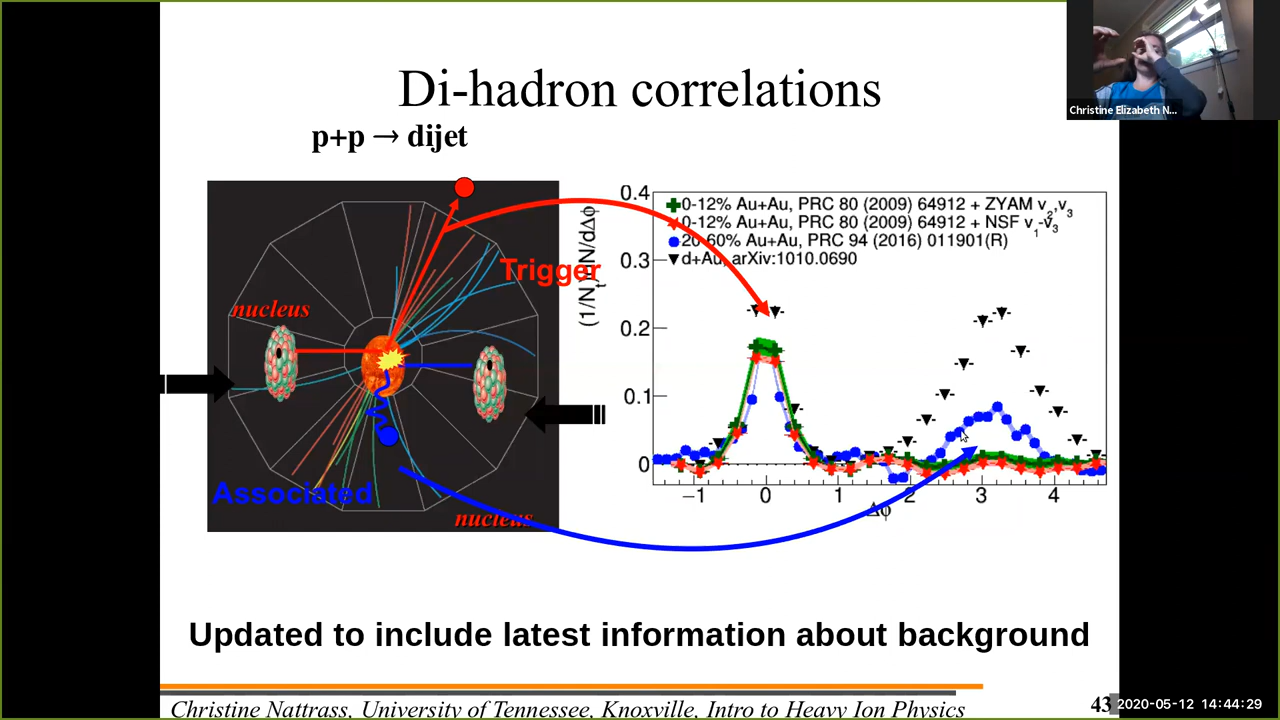 Di-hadron correlations
p+p → dijet
Christine Elizabeth N...
nucleus
Trigger
Associated
nucleus
0.4
0.3
0.2
0.1
0
0-12% Au+Au, PRC 80 (2009) 64912 + ZYAM v2,v3
0-12% Au+Au, PRC 80 (2009) 64912 + NSF v1-v3
20-60% Au+Au, PRC 94 (2016) 011901(R)
d+Au, arXiv:1010.0690
−1 0 1 2 3 4
Δϕ
Updated to include latest information about background
Christine Nattrass, University of Tennessee, Knoxville, Intro to Heavy Ion Physics
43
2020-05-12 14:44:29